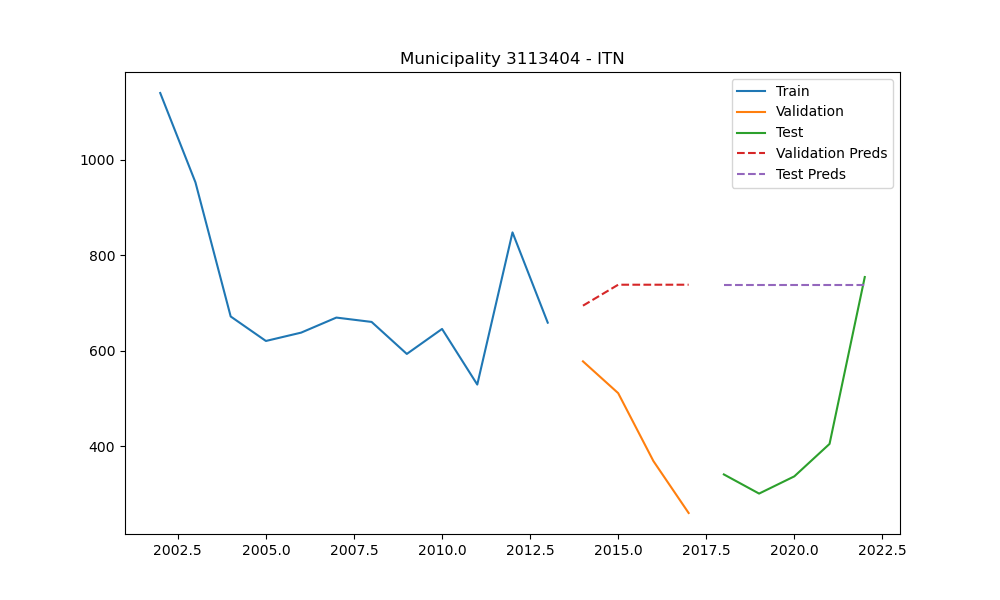 Municipality 3113404 - ITN
Train
Validation
Test
Validation Preds
Test Preds
1000
800
600
400
2002.5 2005.0 2007.5 2010.0 2012.5 2015.0 2017.5 2020.0 2022.5